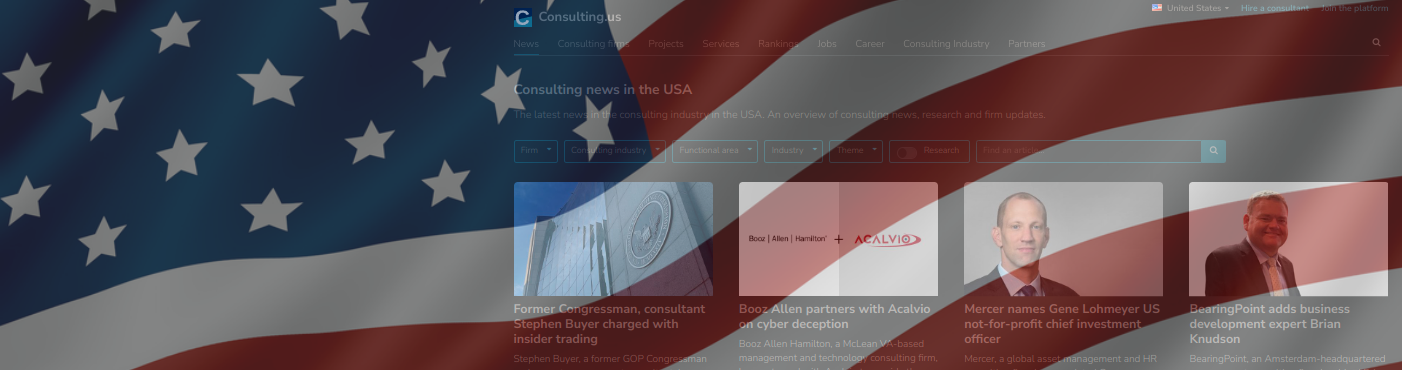 Consulting.us
United States
Hire a consultant
Join the platform
News
Consulting firms
Projects
Services
Rankings
Jobs
Career
Consulting Industry
Partners
Consulting news in the USA
The latest news in the consulting industry in the USA. An overview of consulting news, research and firm updates.
Firm
Consulting industry
Functional area
Industry
Theme
Research
Find an article
Booz | Allen | Hamilton + ACALVIO
Former Congressman, consultant
Stephen Buyer charged with
insider trading
Stephen Buyer, a former GOP Congressman
Booz Allen partners with Acalvio
on cyber deception
Booz Allen Hamilton, a McLean VA-based
management and technology consulting firm,
Mercer names Gene Lohmeyer US
not-for-profit chief investment
officer
Mercer, a global asset management and HR
BearingPoint adds business
development expert Brian
Knudson
BearingPoint, an Amsterdam-headquartered